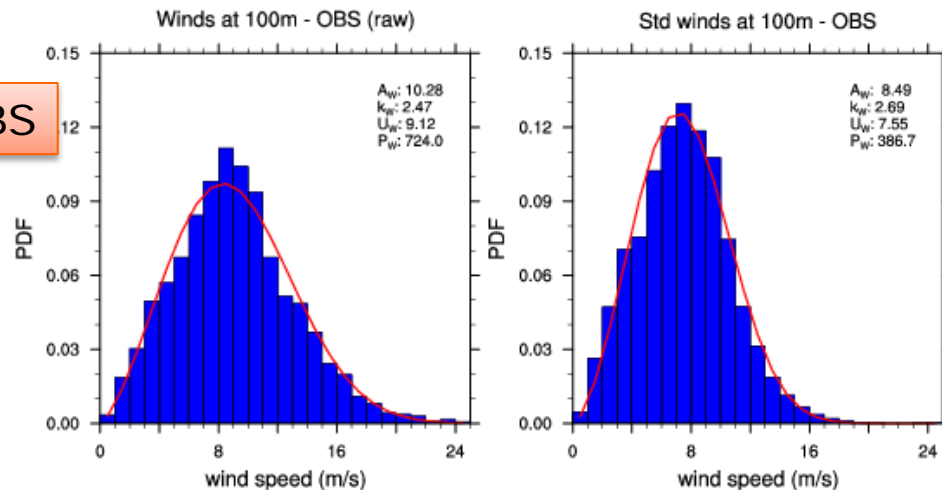 Winds at 100m - OBS (raw)
0.15
0.12
0.09
0.06
0.03
0.00
PDF
A_w: 10.28
k_w: 2.47
U_w: 9.12
P_w: 724.0
0 8 16 24
wind speed (m/s)
Std winds at 100m - OBS
0.15
0.12
0.09
0.06
0.03
0.00
PDF
A_w: 8.49
k_w: 2.69
U_w: 7.55
P_w: 386.7
0 8 16 24
wind speed (m/s)